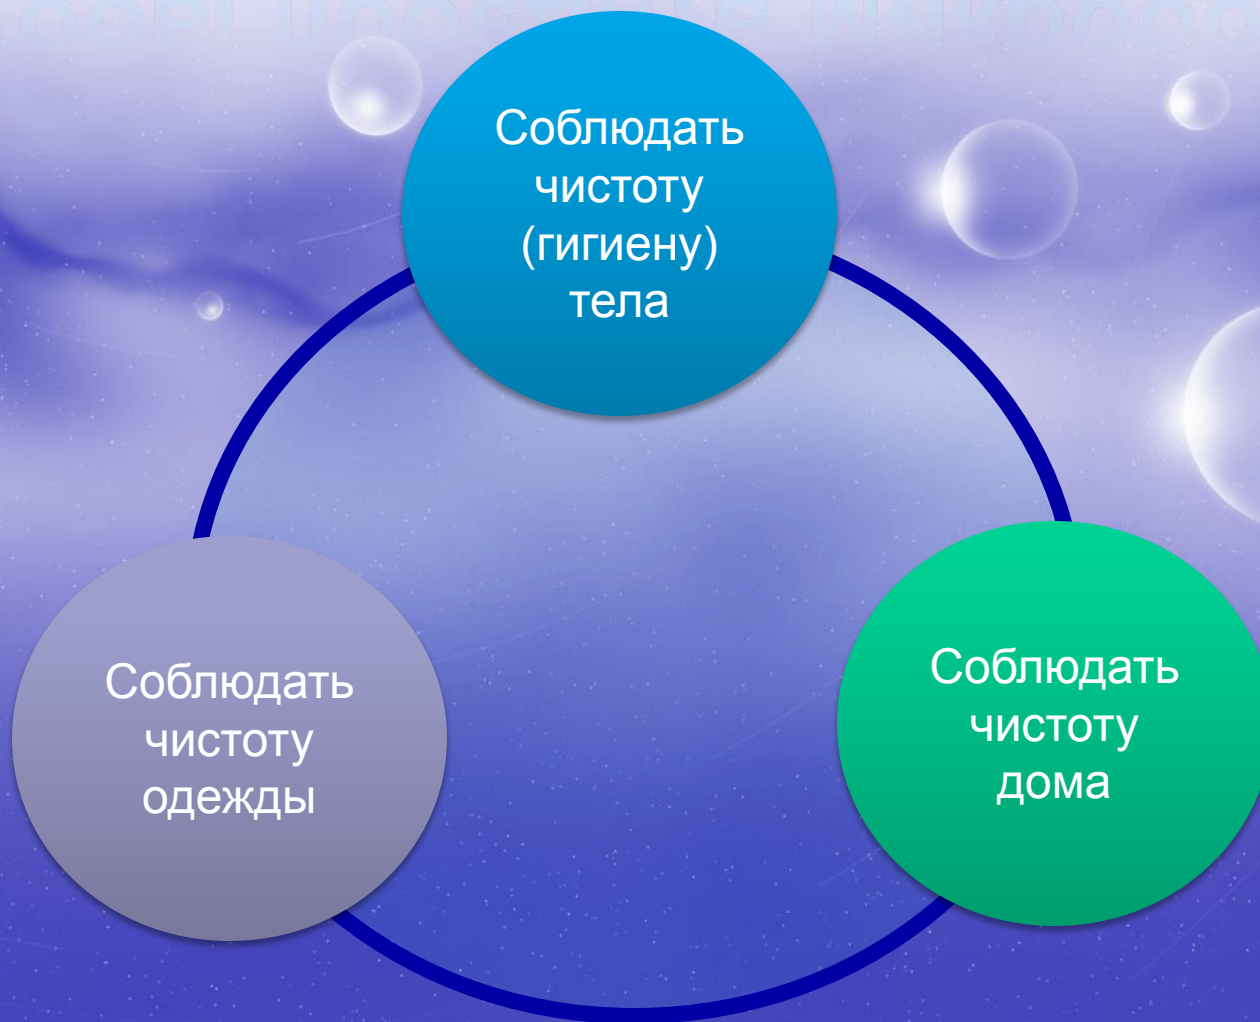 Соблюдать
чистоту
(гигиену)
тела
Соблюдать
чистоту
одежды
Соблюдать
чистоту
дома